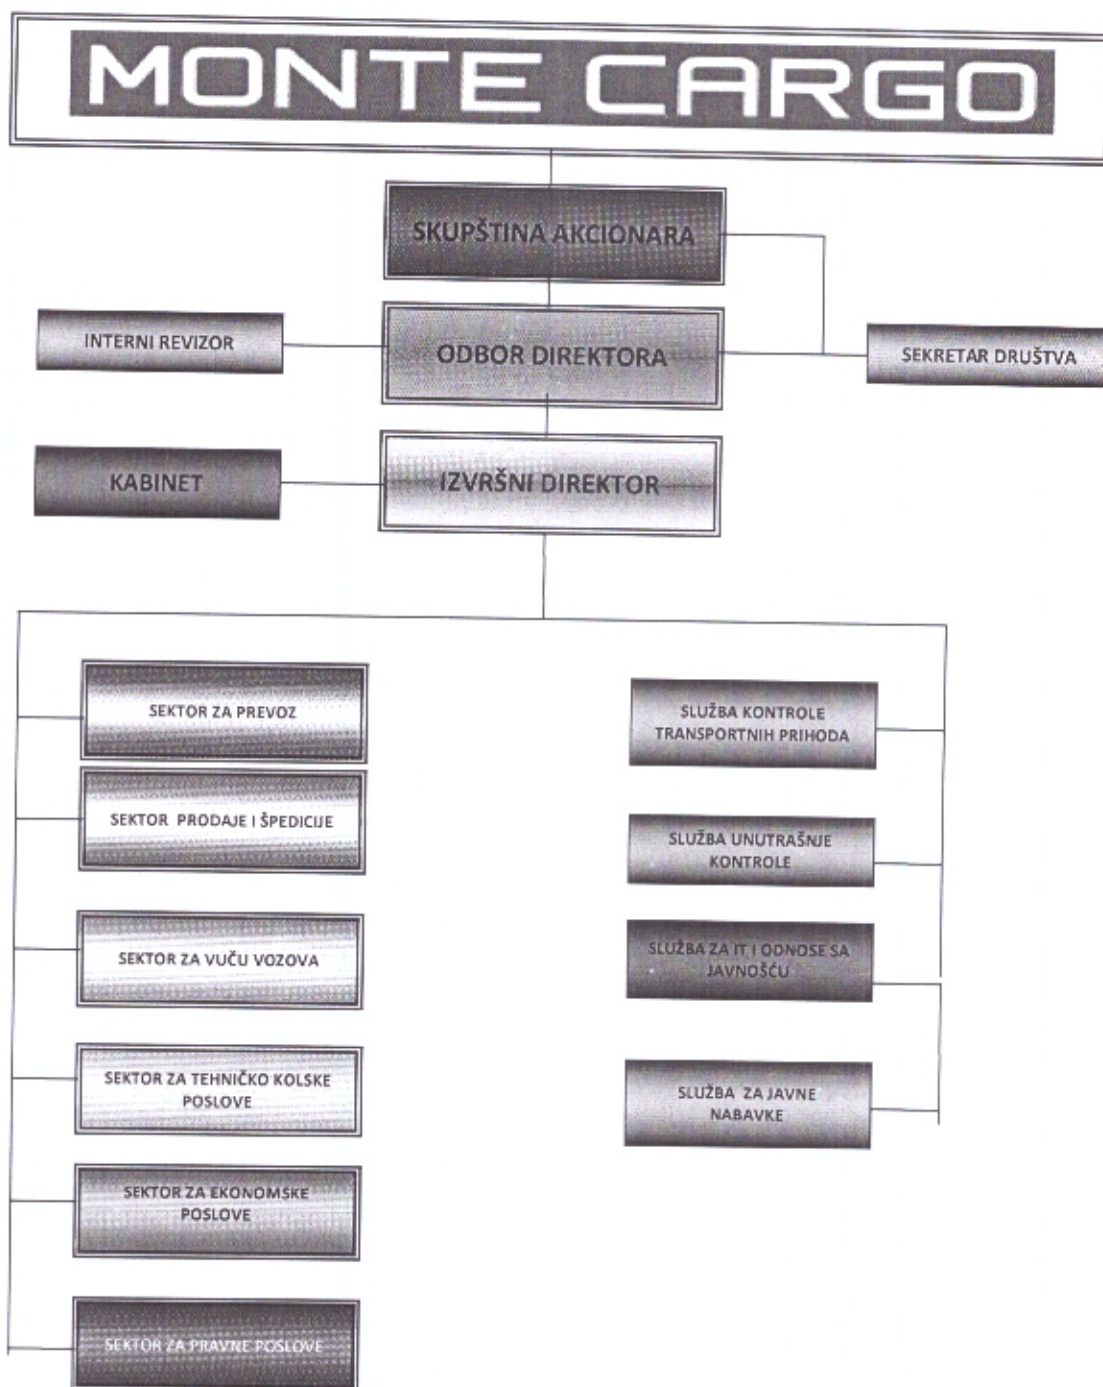 MONTE CARGO
SKUPŠTINA AKCIONARA
INTERNI REVIZOR
ODBOR DIREKTORA
SEKRETAR DRUŠTVA
KABINET
IZVRŠNI DIREKTOR
SEKTOR ZA PREVOZ
SEKTOR PRODAJE I ŠPEDICIJE
SEKTOR ZA VUČU VOZOVA
SEKTOR ZA TEHNIČKO KOLSKE
POSLOVE
SEKTOR ZA EKONOMSKE
POSLOVE
SEKTOR ZA PRAVNE POSLOVE
SLUŽBA KONTROLE
TRANSPORTNIH PRIHODA
SLUŽBA UNUTRAŠNJE
KONTROLE
SLUŽBA ZA IT I ODNOSE SA
JAVNOŠĆU
SLUŽBA ZA JAVNE
NABAVKE